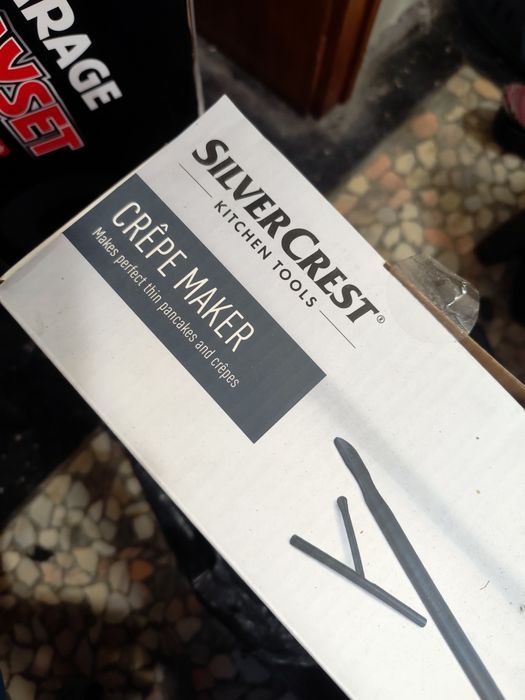 SILVERCREST®
KITCHEN TOOLS
CRÊPE MAKER
Makes perfect thin pancakes and crêpes